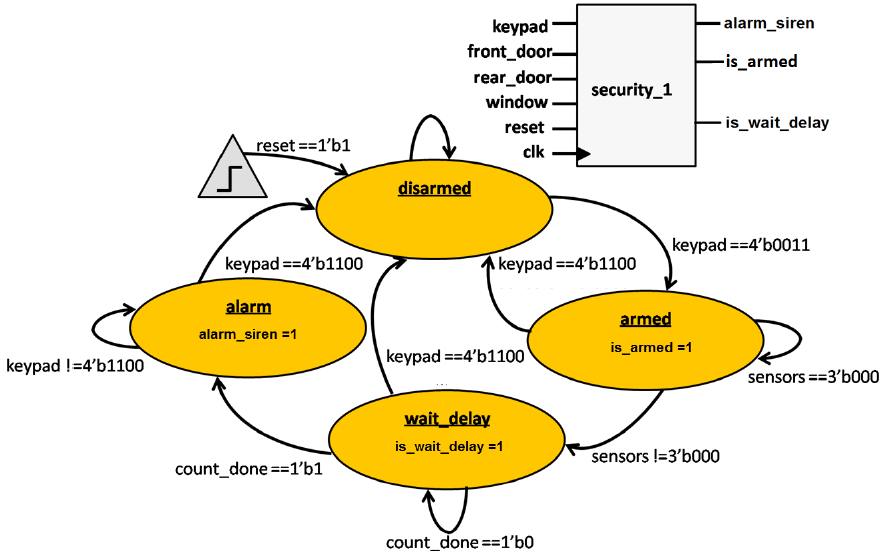 keypad
front_door
rear_door
window
reset
clk
security_1
alarm_siren
is_armed
is_wait_delay
reset ==1'b1
disarmed
keypad ==4'b0011
keypad ==4'b1100
keypad ==4'b1100
alarm
alarm_siren =1
armed
is_armed =1
keypad !=4'b1100
keypad ==4'b1100
sensors ==3'b000
...
wait_delay
is_wait_delay =1
count_done ==1'b1
sensors !=3'b000
count_done ==1'b0